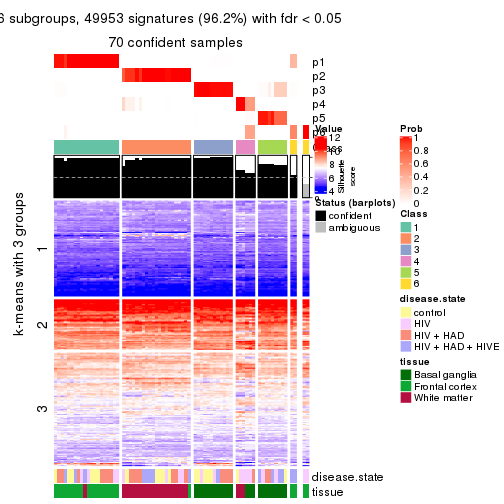 6 subgroups, 49953 signatures (96.2%) with fdr < 0.05
70 confident samples
p1
p2
p3
p4
p5
Value
12
10
8
6
4
Silhouette
score
Status (barplots)
confident
ambiguous
Prob
1
0.8
0.6
0.4
0.2
0
Class
1
2
3
4
5
6
disease.state
control
HIV
HIV + HAD
HIV + HAD + HIVE
tissue
Basal ganglia
Frontal cortex
White matter
k-means with 3 groups
1
2
3
disease.state
tissue